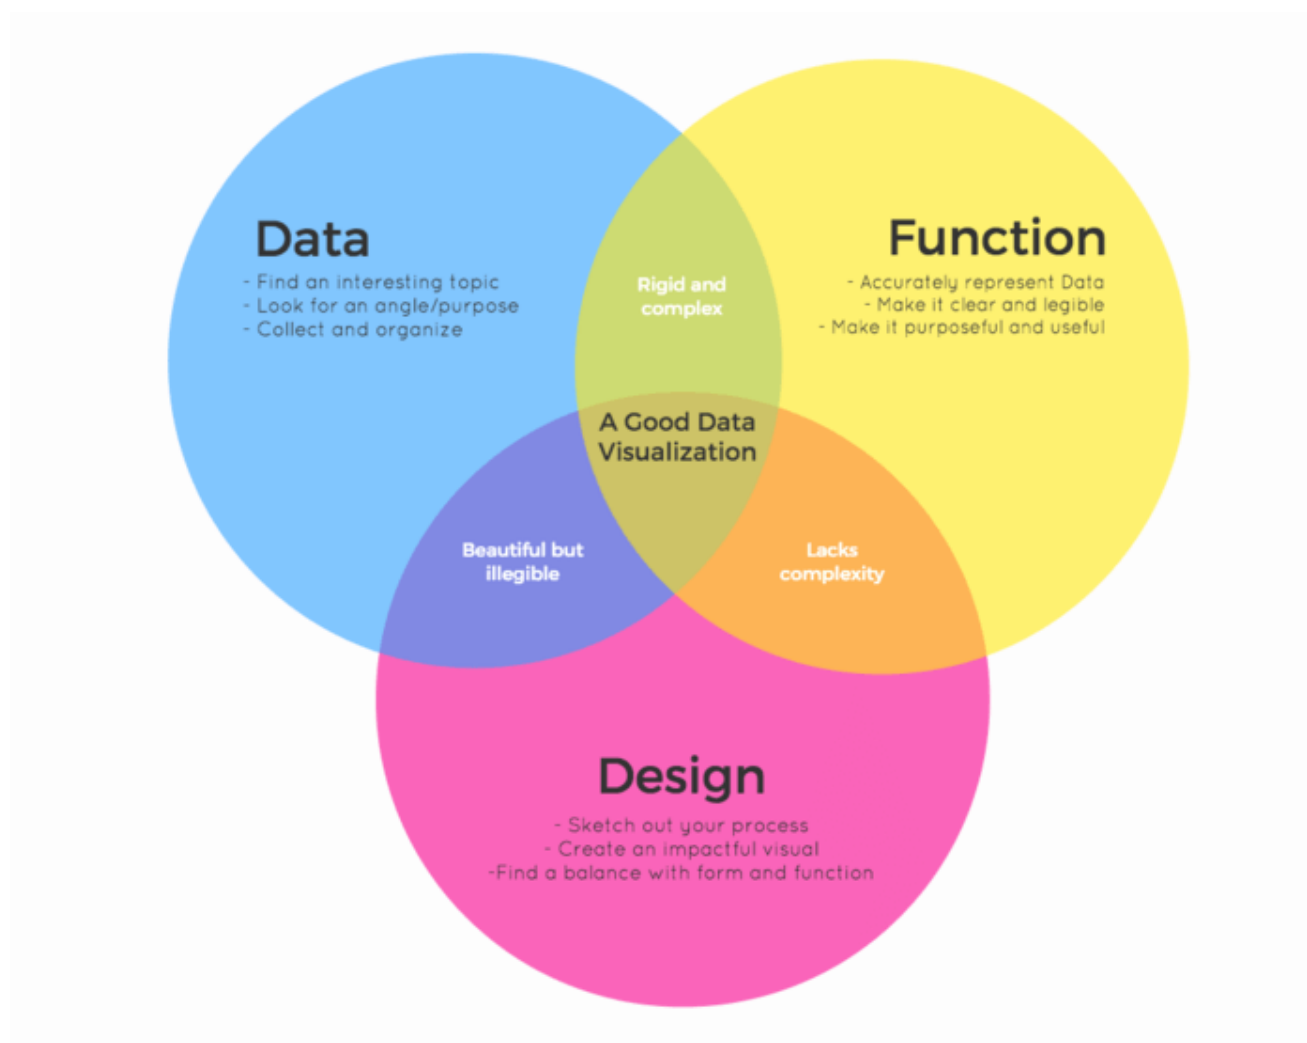 Data
- Find an interesting topic
- Look for an angle/purpose
- Collect and organize
Function
- Accurately represent Data
- Make it clear and legible
- Make it purposeful and useful
Rigid and
complex
A Good Data
Visualization
Beautiful but
illegible
Lacks
complexity
Design
- Sketch out your process
- Create an impactful visual
-Find a balance with form and function